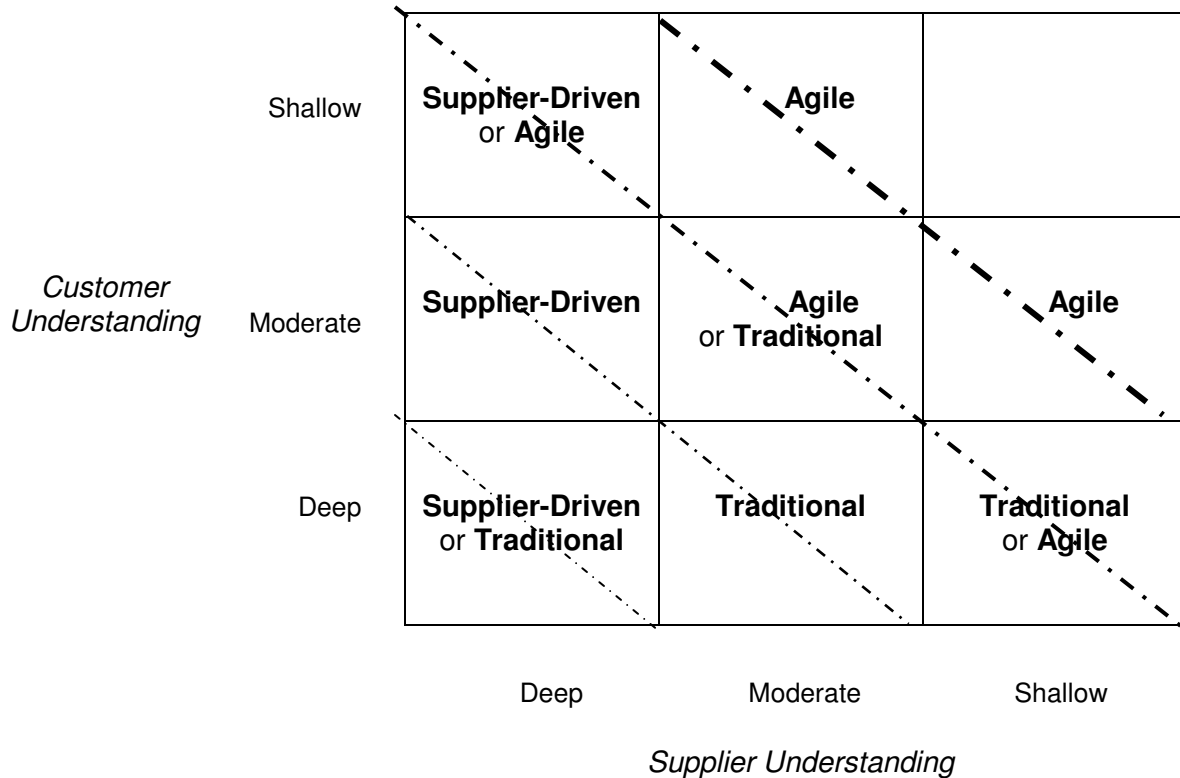 Shallow
Supplier-Driven
or Agile
Agile
Customer
Understanding
Moderate
Supplier-Driven
Agile
or Traditional
Agile
Deep
Supplier-Driven
or Traditional
Traditional
Traditional
or Agile
Deep
Moderate
Shallow
Supplier Understanding